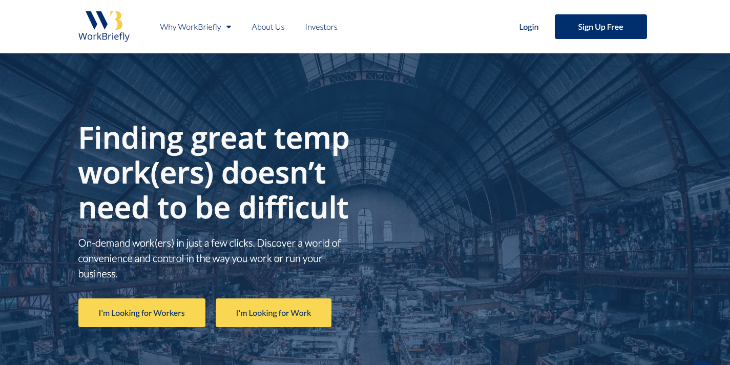 WorkBriefly
Why WorkBriefly
About Us
Investors
Login
Sign Up Free
Finding great temp
work(ers) doesn't
need to be difficult
On-demand work(ers) in just a few clicks. Discover a world of
convenience and control in the way you work or run your
business.
I'm Looking for Workers
I'm Looking for Work